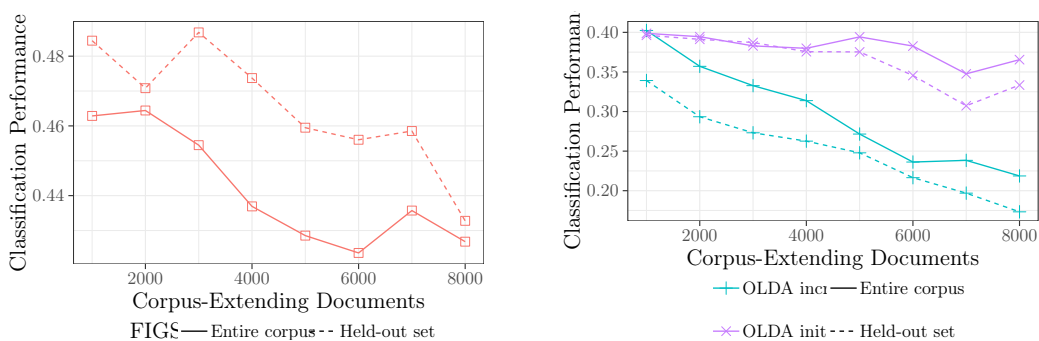 Classification Performance
0.48
0.46
0.44
2000 4000 6000 8000
Corpus-Extending Documents
FIGS Entire corpus Held-out set
Classification Performan
0.40
0.35
0.30
0.25
0.20
2000 4000 6000 8000
Corpus-Extending Documents
OLDA incr Entire corpus
OLDA init Held-out set